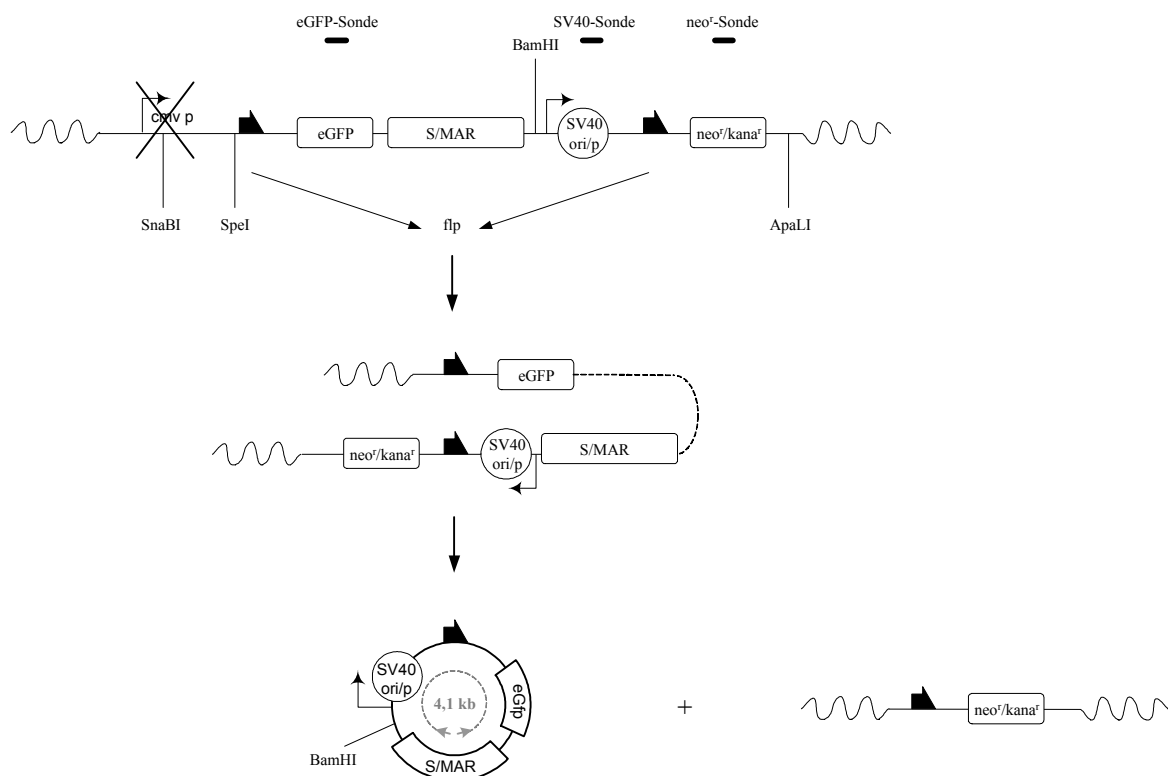 eGFP-Sonde
SV40-Sonde
neoʳ-Sonde
BamHI
cmv p
eGFP
S/MAR
SV40
ori/p
neoʳ/kanaʳ
SnaBI
SpeI
flp
ApaLI
eGFP
neoʳ/kanaʳ
SV40
ori/p
S/MAR
SV40
ori/p
eGfp
4,1 kb
+
neoʳ/kanaʳ
BamHI
S/MAR